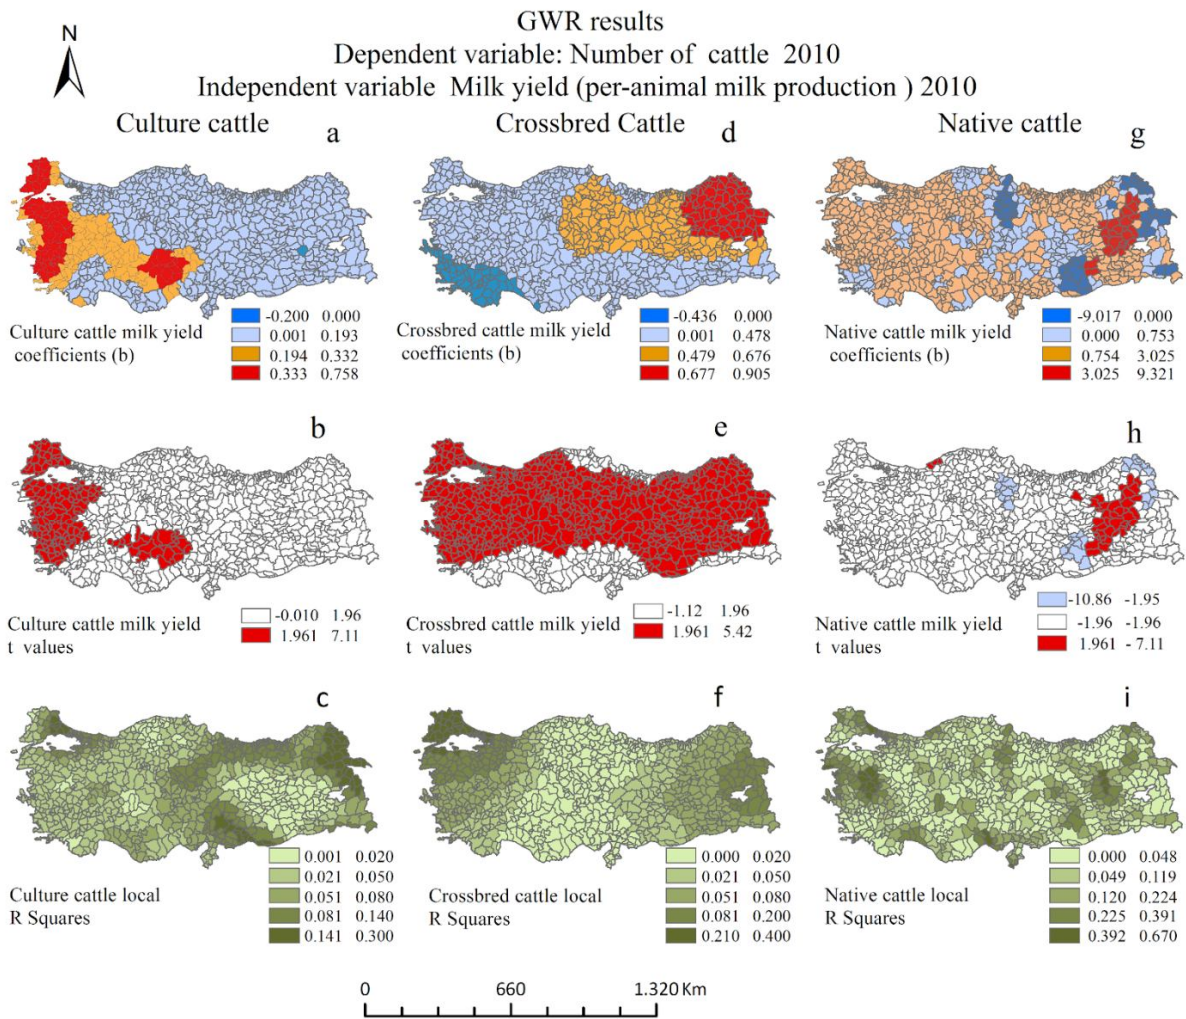 N
GWR results
Dependent variable: Number of cattle 2010
Independent variable Milk yield (per-animal milk production ) 2010
Culture cattle
a
Crossbred Cattle
d
Native cattle
g
Culture cattle milk yield
coefficients (b)
-0.200 0.000
0.001 0.193
0.194 0.332
0.333 0.758
Crossbred cattle milk yield
coefficients (b)
-0.436 0.000
0.001 0.478
0.479 0.676
0.677 0.905
Native cattle milk yield
coefficients (b)
-9.017 0.000
0.000 0.753
0.754 3.025
3.025 9.321
b
e
h
Culture cattle milk yield
t values
-0.010 1.96
1.961 7.11
Crossbred cattle milk yield
t values
-1.12 1.96
1.961 5.42
Native cattle milk yield
t values
-10.86 -1.95
-1.96 -1.96
1.961 - 7.11
c
f
i
Culture cattle local
R Squares
0.001 0.020
0.021 0.050
0.051 0.080
0.081 0.140
0.141 0.300
Crossbred cattle local
R Squares
0.000 0.020
0.021 0.050
0.051 0.080
0.081 0.200
0.210 0.400
Native cattle local
R Squares
0.000 0.048
0.049 0.119
0.120 0.224
0.225 0.391
0.392 0.670
0 660 1.320 Km